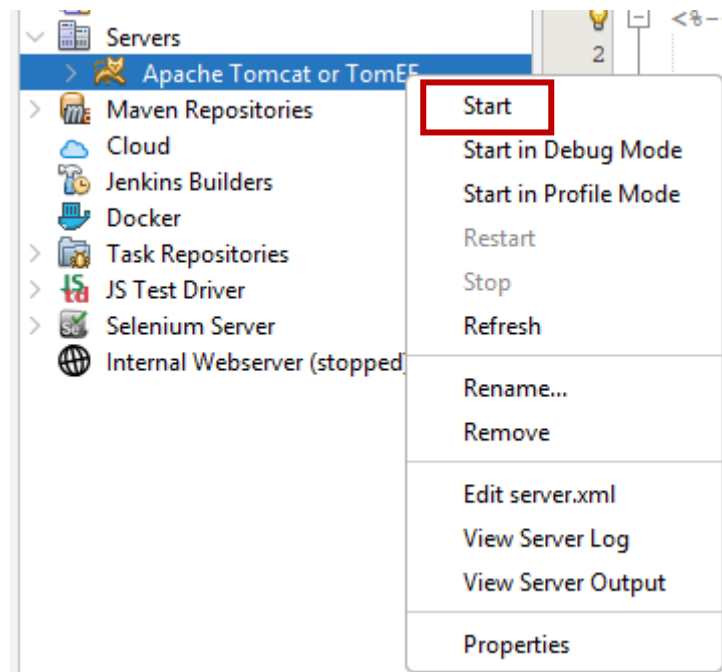 <%-
2
Servers
Apache Tomcat or TomEE
Maven Repositories
Cloud
Jenkins Builders
Docker
Task Repositories
JS Test Driver
Selenium Server
Internal Webserver (stopped)
Start
Start in Debug Mode
Start in Profile Mode
Restart
Stop
Refresh
Rename...
Remove
Edit server.xml
View Server Log
View Server Output
Properties